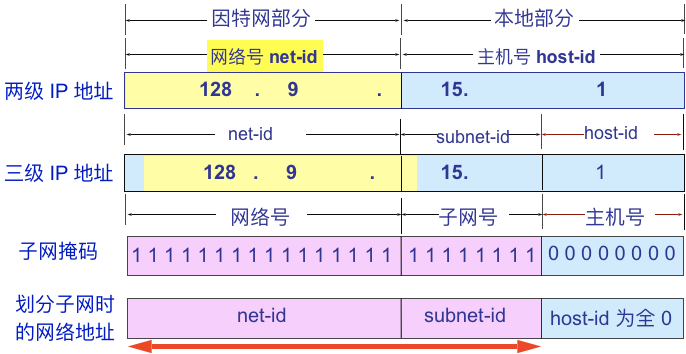 因特网部分 本地部分
网络号 net-id 主机号 host-id
两级 IP 地址 128 . 9 . 15. 1
net-id subnet-id host-id
三级 IP 地址 128 . 9 . 15. 1
网络号 子网号 主机号
子网掩码 1 1 1 1 1 1 1 1 1 1 1 1 1 1 1 1 1 1 1 1 1 1 1 1 0 0 0 0 0 0 0 0
划分子网时
的网络地址 net-id subnet-id host-id 为全 0